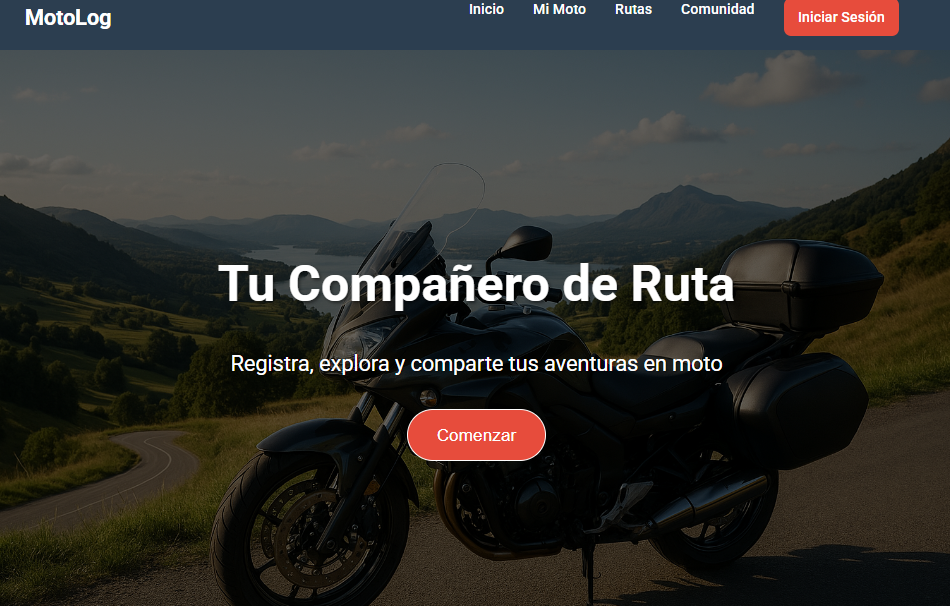 MotoLog
Inicio Mi Moto Rutas Comunidad Iniciar Sesión
Tu Compañero de Ruta
Registra, explora y comparte tus aventuras en moto
Comenzar